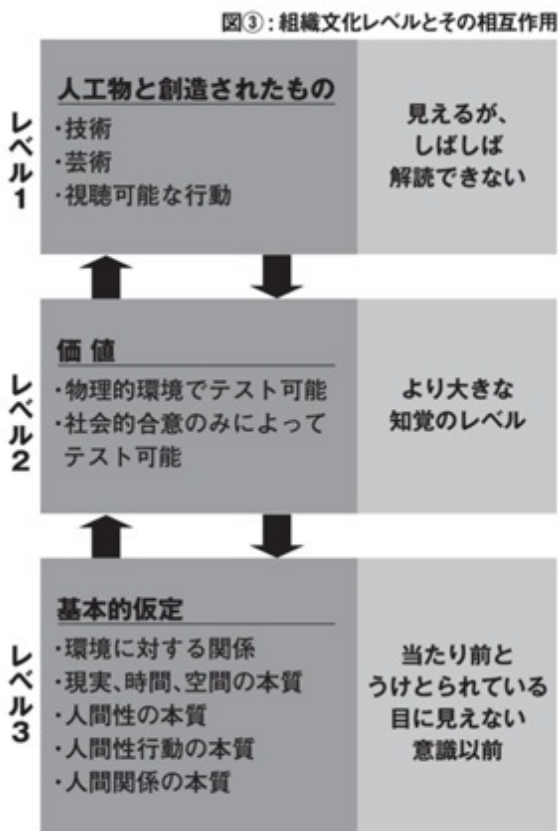 図③：組織文化レベルとその相互作用
レベル1
人工物と創造されたもの
・技術
・芸術
・視聴可能な行動
見えるが、
しばしば
解読できない
レベル2
価 値
・物理的環境でテスト可能
・社会的合意のみによって
テスト可能
より大きな
知覚のレベル
レベル3
基本的仮定
・環境に対する関係
・現実、時間、空間の本質
・人間性の本質
・人間性行動の本質
・人間関係の本質
当たり前と
うけとられている
目に見えない
意識以前